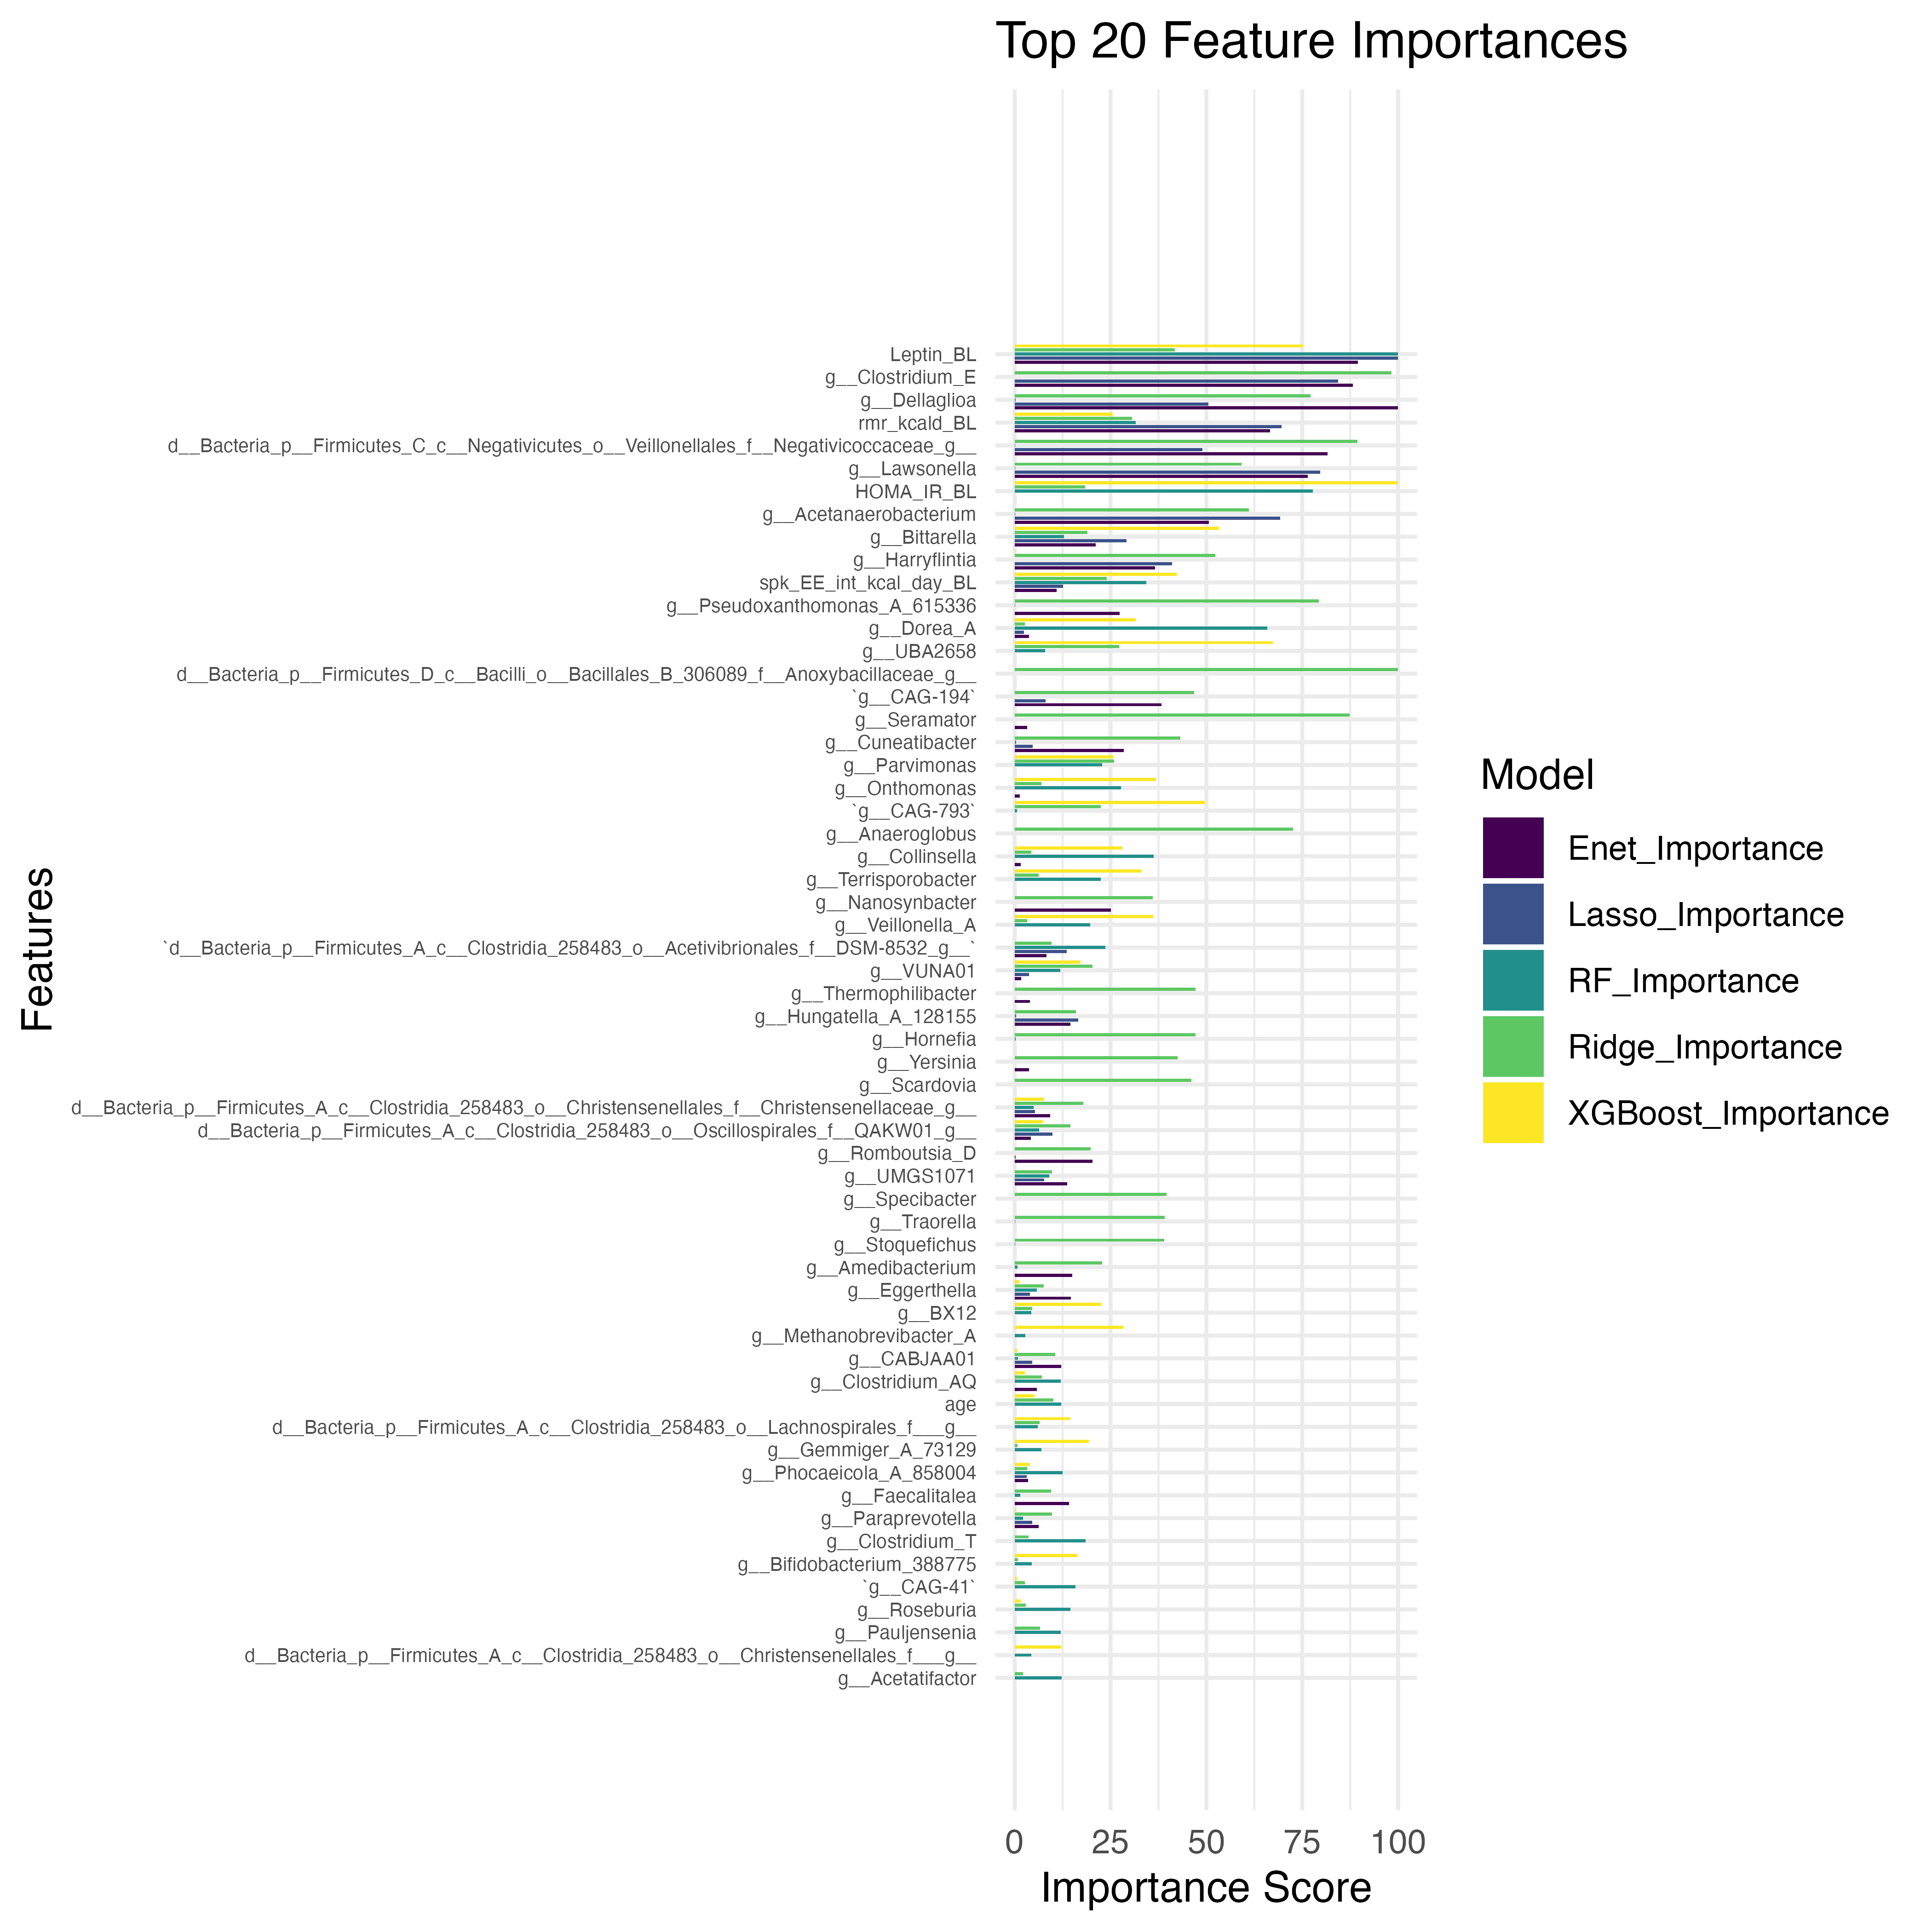 Top 20 Feature Importances
Leptin_BL
g__Clostridium_E
g__Dellaglioa
rmr_kcald_BL
d__Bacteria_p__Firmicutes_C_c__Negativicutes_o__Veillonellales_f__Negativicoccaceae_g__
g__Lawsonella
HOMA_IR_BL
g__Acetanaerobacterium
g__Bittarella
g__Harryflintia
spk_EE_int_kcal_day_BL
g__Pseudoxanthomonas_A_615336
g__Dorea_A
g__UBA2658
d__Bacteria_p__Firmicutes_D_c__Bacilli_o__Bacillales_B_306089_f__Anoxybacillaceae_g__
`g__CAG-194`
g__Seramator
g__Cuneatibacter
g__Parvimonas
g__Onthomonas
`g__CAG-793`
g__Anaeroglobus
g__Collinsella
g__Terrisporobacter
g__Nanosynbacter
g__Veillonella_A
`d__Bacteria_p__Firmicutes_A_c__Clostridia_258483_o__Acetivibrionales_f__DSM-8532_g__`
g__VUNA01
g__Thermophilibacter
g__Hungatella_A_128155
g__Hornefia
g__Yersinia
g__Scardovia
d__Bacteria_p__Firmicutes_A_c__Clostridia_258483_o__Christensenellales_f__Christensenellaceae_g__
d__Bacteria_p__Firmicutes_A_c__Clostridia_258483_o__Oscillospirales_f__QAKW01_g__
g__Romboutsia_D
g__UMGS1071
g__Specibacter
g__Traorella
g__Stoquefichus
g__Amedibacterium
g__Eggerthella
g__BX12
g__Methanobrevibacter_A
g__CABJAA01
g__Clostridium_AQ
age
d__Bacteria_p__Firmicutes_A_c__Clostridia_258483_o__Lachnospirales_f___g__
g__Gemmiger_A_73129
g__Phocaeicola_A_858004
g__Faecalitalea
g__Paraprevotella
g__Clostridium_T
g__Bifidobacterium_388775
`g__CAG-41`
g__Roseburia
g__Pauljensenia
d__Bacteria_p__Firmicutes_A_c__Clostridia_258483_o__Christensenellales_f___g__
g__Acetatifactor
Features
0 25 50 75 100
Importance Score
Model
Enet_Importance
Lasso_Importance
RF_Importance
Ridge_Importance
XGBoost_Importance